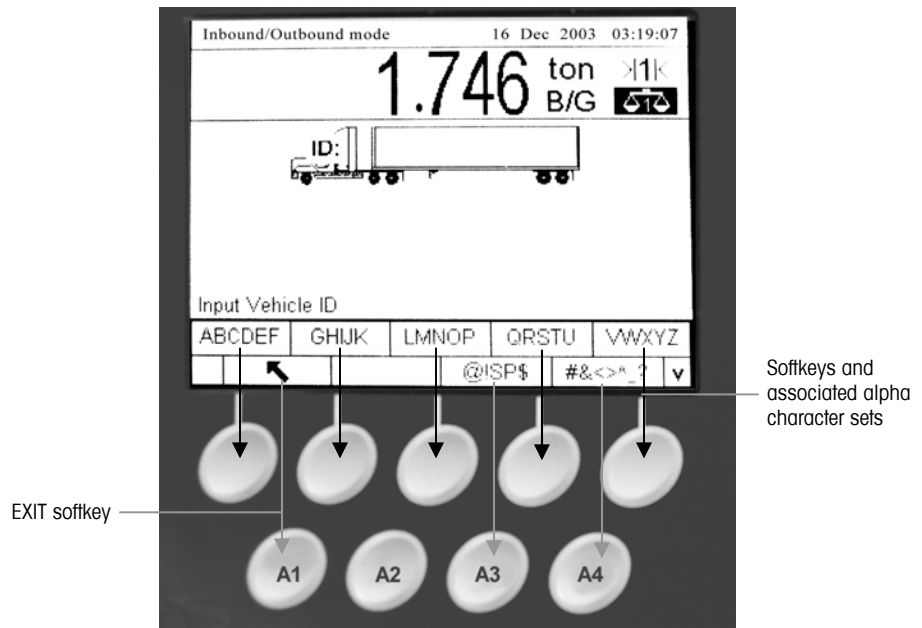 Inbound/Outbound mode 16 Dec 2003 03:19:07
1.746 ton >|1|<
B/G 1
ID:
Input Vehicle ID
ABCDEF GHIJK LMNOP QRSTU VWXYZ
@!SP$ #&<>^_? v
Softkeys and
associated alpha
character sets
EXIT softkey
A1 A2 A3 A4